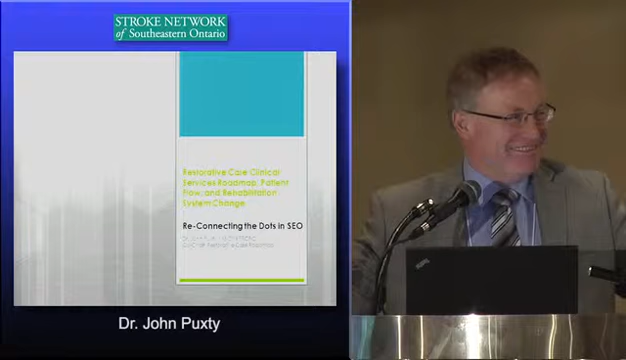 STROKE NETWORK
of Southeastern Ontario
Restorative Care Clinical
Services Roadmap, Patient
Flow, and Rehabilitation
System Change
Re-Connecting the Dots in SEO
Dr. John Puxty